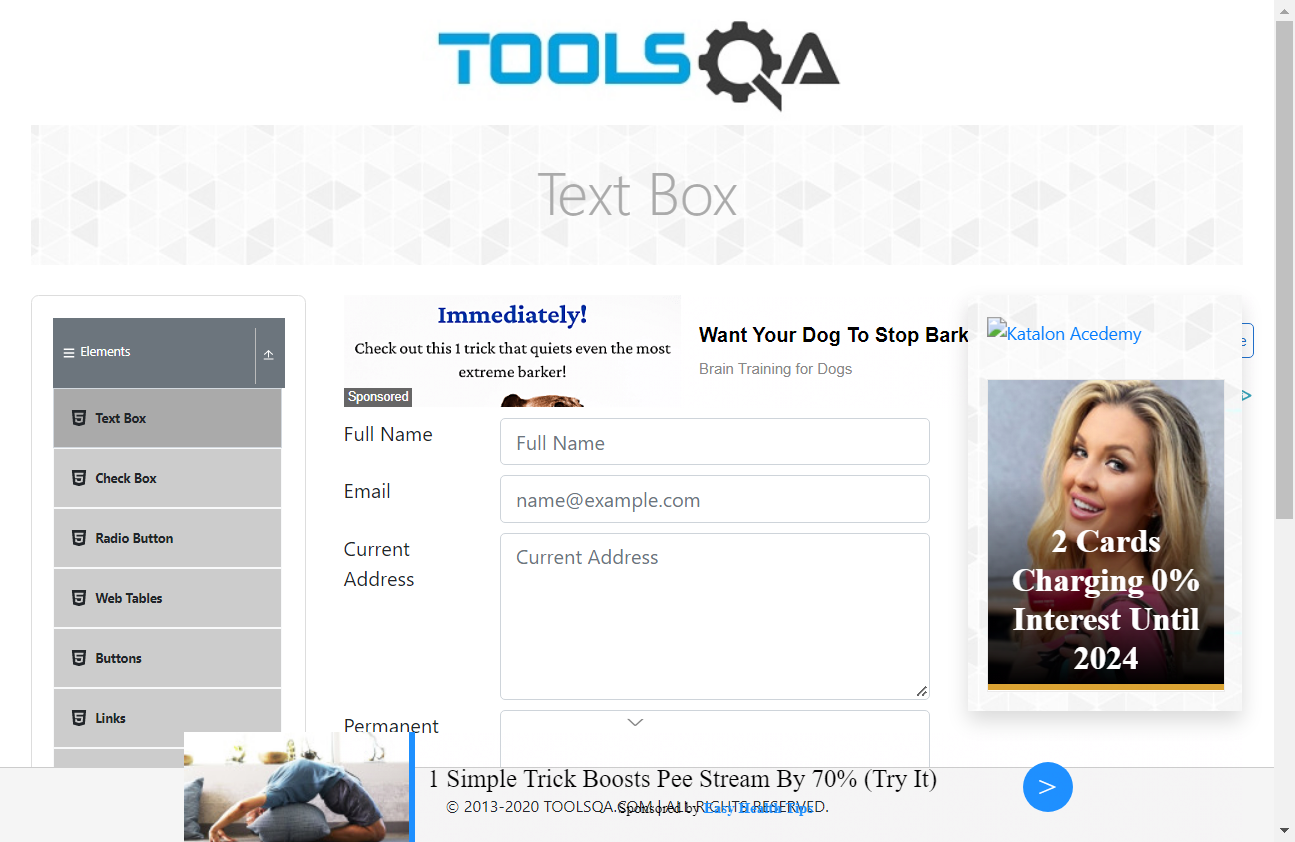 TOOLSQA
Text Box
Elements
Text Box
Check Box
Radio Button
Web Tables
Buttons
Links
Immediately!
Check out this 1 trick that quiets even the most
extreme barker!
Sponsored
Want Your Dog To Stop Bark
Brain Training for Dogs
Full Name
Full Name
Email
name@example.com
Current
Address
Current Address
Permanent
Katalon Acedemy
e
2 Cards
Charging 0%
Interest Until
2024
1 Simple Trick Boosts Pee Stream By 70% (Try It)
>
© 2013-2020 TOOLSQA.COM | ALL RIGHTS RESERVED.
Sponsored by Easy Health Tips